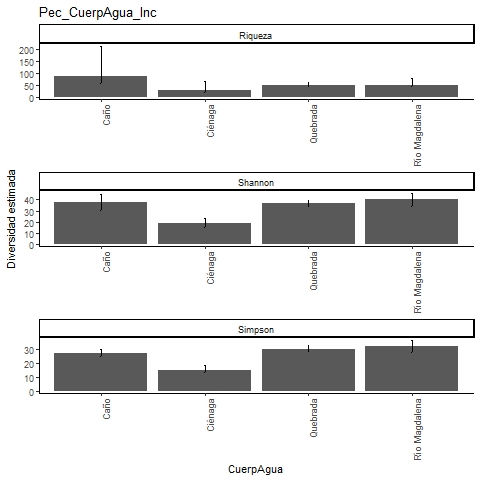 Pec_CuerpAgua_Inc
Riqueza
200
150
100
50
0
Caño
Ciénaga
Quebrada
Río Magdalena
Diversidad estimada
Shannon
40
30
20
10
0
Caño
Ciénaga
Quebrada
Río Magdalena
Simpson
30
20
10
0
Caño
Ciénaga
Quebrada
Río Magdalena
CuerpAgua